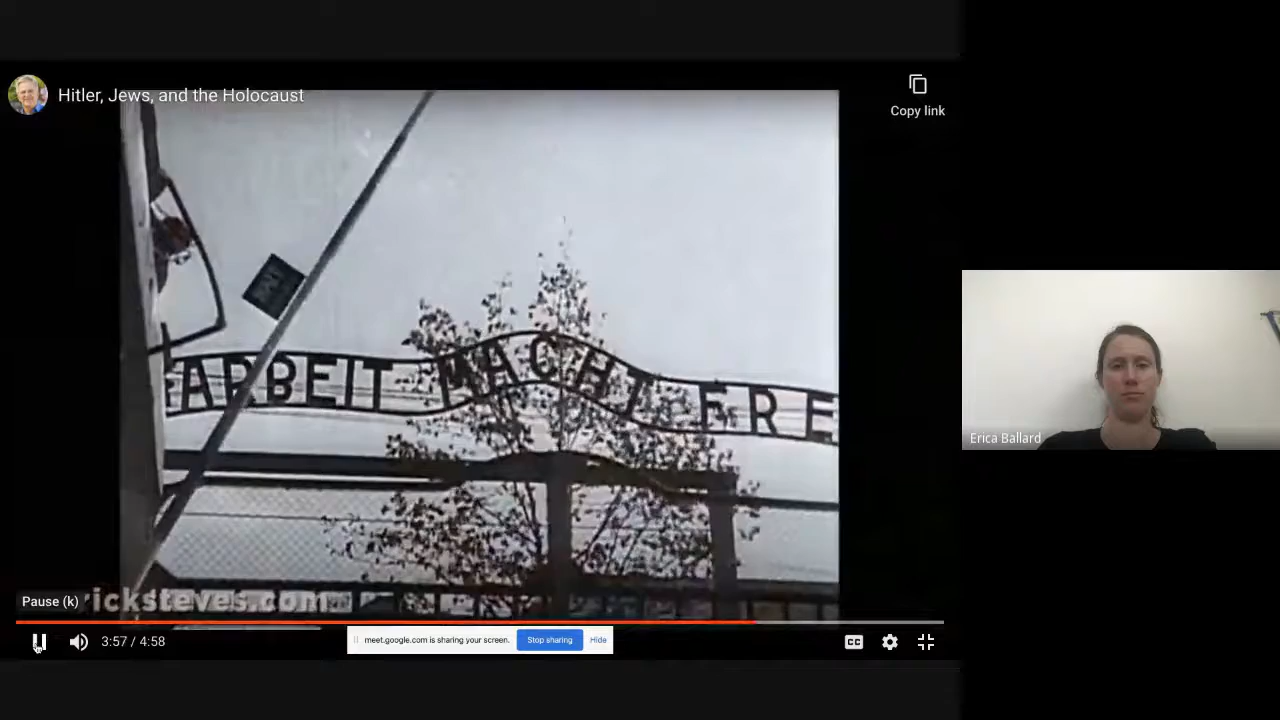 Hitler, Jews, and the Holocaust
Copy link
ARBEIT MACHT FRE
Erica Ballard
Pause (k)
ricksteves.com
3:57 / 4:58
meet.google.com is sharing your screen.
Stop sharing
Hide
CC